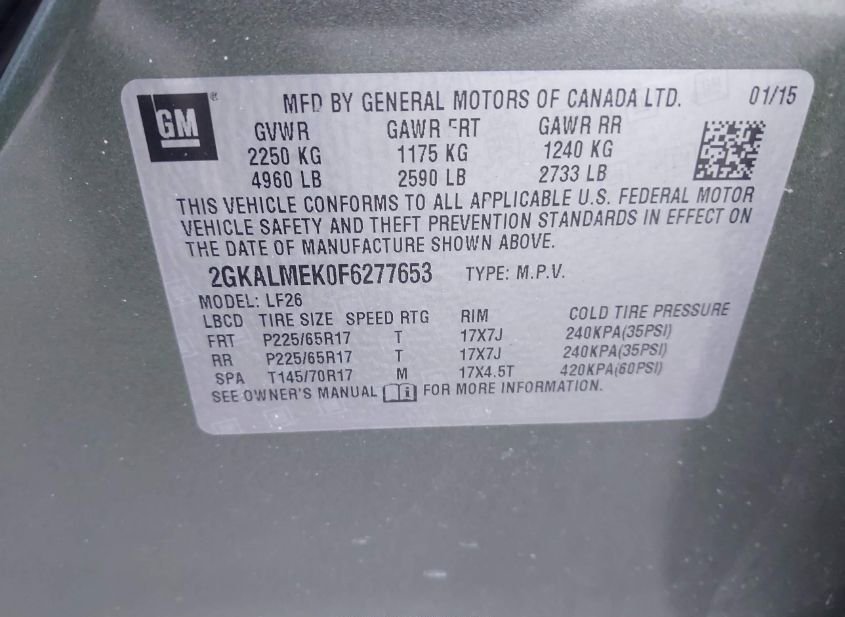 GM ® MFD BY GENERAL MOTORS OF CANADA LTD. 01/15
GVWR GAWR FRT GAWR RR
2250 KG 1175 KG 1240 KG
4960 LB 2590 LB 2733 LB
THIS VEHICLE CONFORMS TO ALL APPLICABLE U.S. FEDERAL MOTOR
VEHICLE SAFETY AND THEFT PREVENTION STANDARDS IN EFFECT ON
THE DATE OF MANUFACTURE SHOWN ABOVE.
2GKALMEK0F6277653 TYPE: M.P.V.
MODEL: LF26
LBCD TIRE SIZE SPEED RTG RIM COLD TIRE PRESSURE
FRT P225/65R17 T 17X7J 240KPA(35PSI)
RR P225/65R17 T 17X7J 240KPA(35PSI)
SPA T145/70R17 M 17X4.5T 420KPA(60PSI)
SEE OWNER'S MANUAL i FOR MORE INFORMATION.